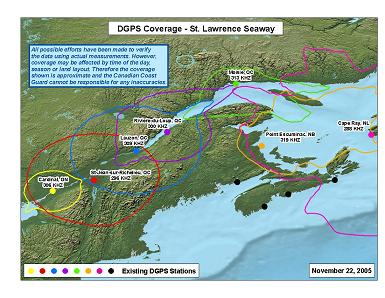 DGPS Coverage - St. Lawrence Seaway
All possible efforts have been made to verify
the data using actual measurements. However,
coverage may be affected by time of the day,
season or land layout. Therefore the coverage
shown is approximate and the Canadian Coast
Guard cannot be responsible for any inaccuracies
Moisie, QC
313 KHZ
Rivière-du-Loup, QC
300 KHZ
Cape Ray, NL
288 KHZ
Lauzon, QC
309 KHZ
Point Escuminac, NB
319 KHZ
St-Jean-sur-Richelieu, QC
296 KHZ
Cardinal, ON
306 KHZ
Existing DGPS Stations
November 22, 2005